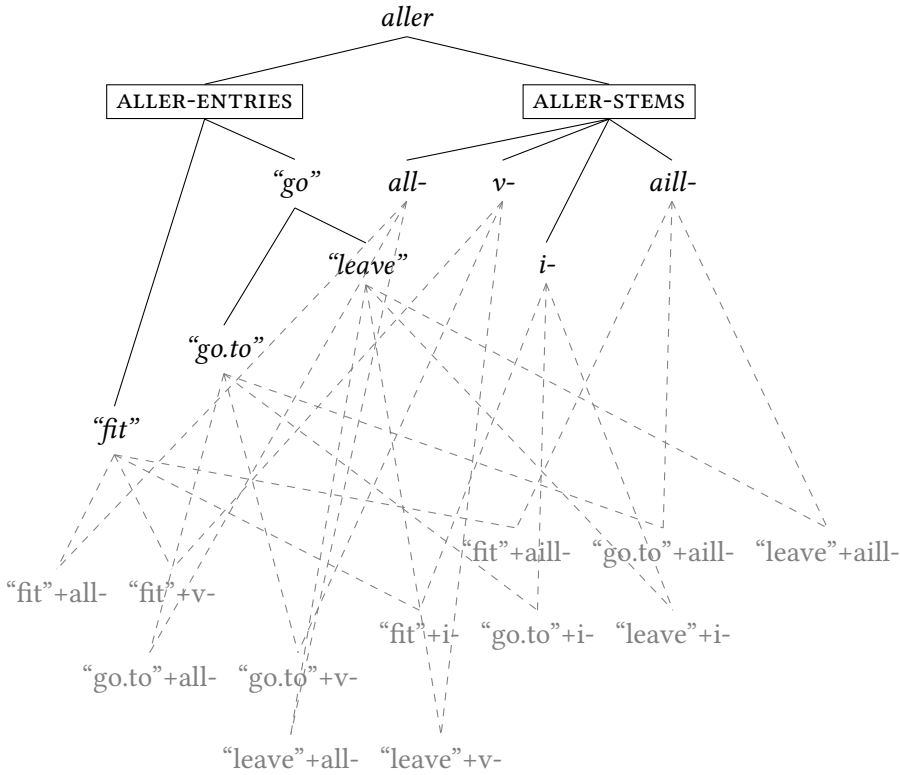 aller
ALLER-ENTRIES ALLER-STEMS
“go” all- v- aill-
“leave” i-
“go.to”
“fit”
“fit”+aill- “go.to”+aill- “leave”+aill-
“fit”+all- “fit”+v-
“fit”+i- “go.to”+i- “leave”+i-
“go.to”+all- “go.to”+v-
“leave”+all- “leave”+v-